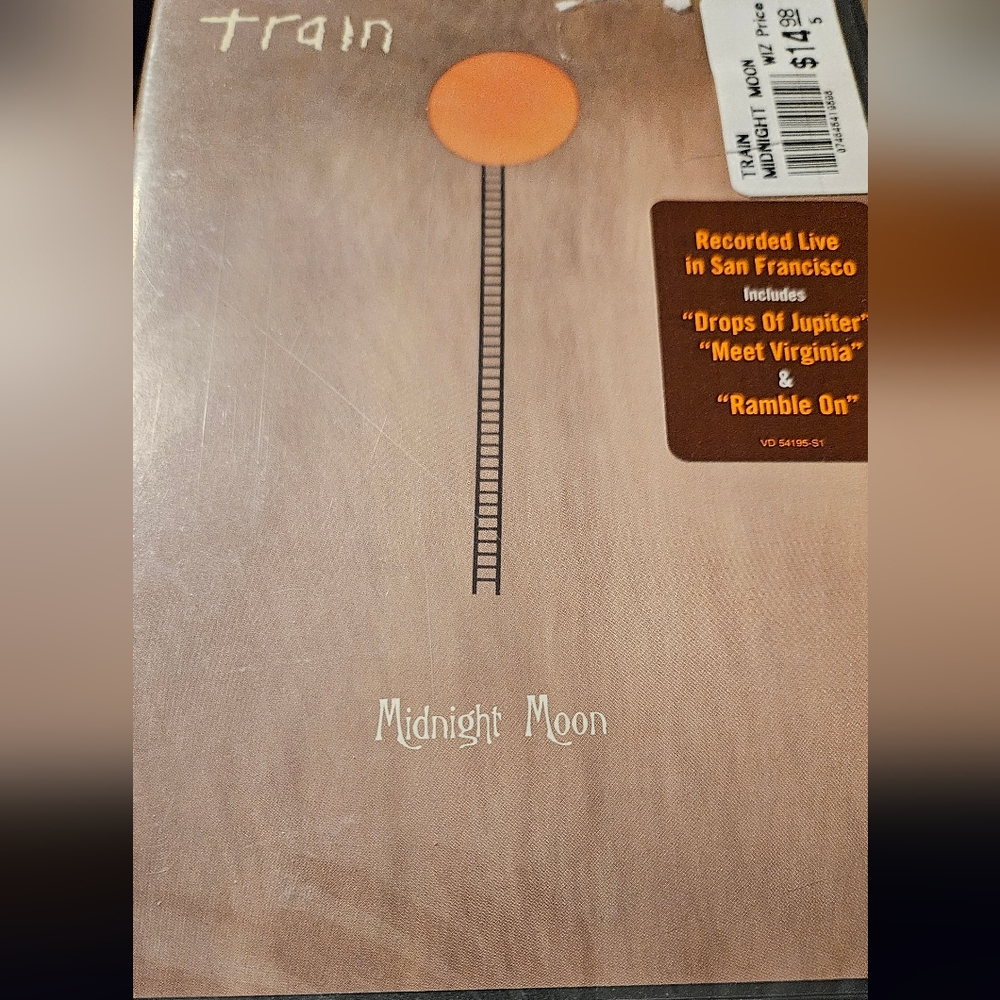 train
TRAIN
MIDNIGHT MOON
WIZ Price
$14.98
5
Recorded Live
in San Francisco
Includes
“Drops Of Jupiter”
“Meet Virginia”
&
“Ramble On”
VD 54195-S1
Midnight Moon